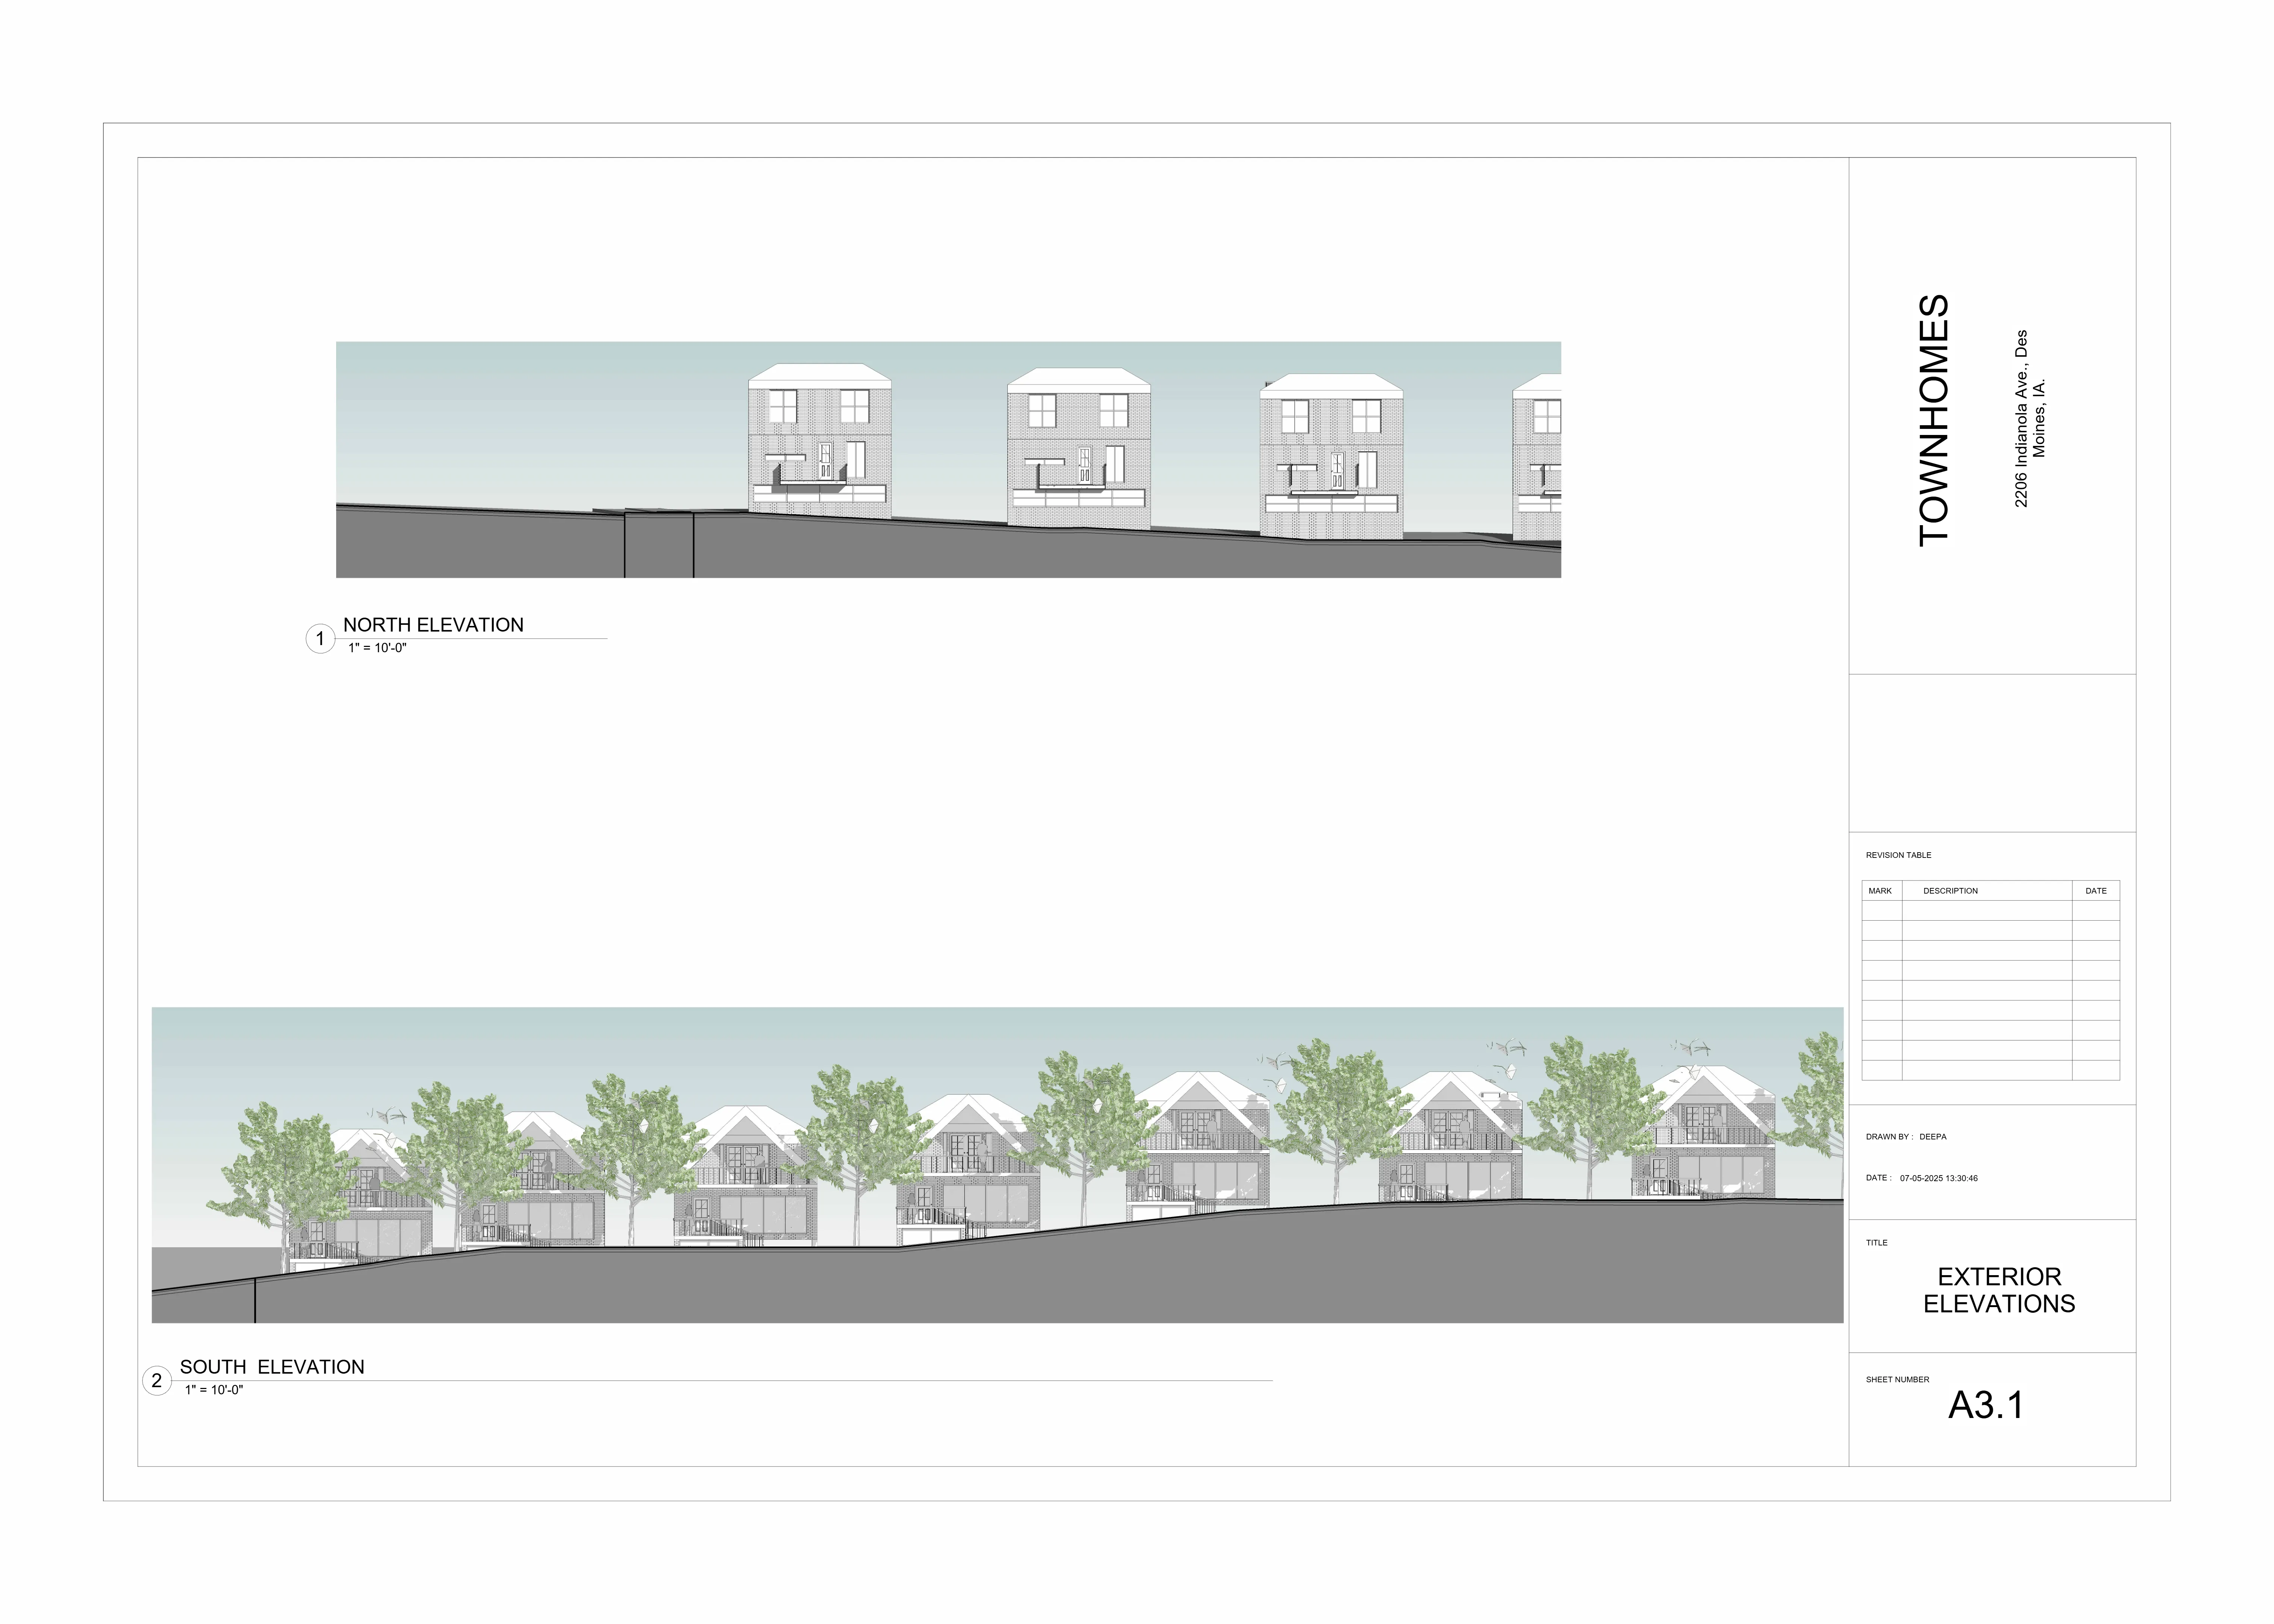 1
NORTH ELEVATION
1" = 10'-0"
2
SOUTH ELEVATION
1" = 10'-0"
TOWNHOMES
2206 Indianola Ave., Des
Moines, IA.
REVISION TABLE
MARK DESCRIPTION DATE
DRAWN BY : DEEPA
DATE : 07-05-2025 13:30:46
TITLE
EXTERIOR
ELEVATIONS
SHEET NUMBER
A3.1